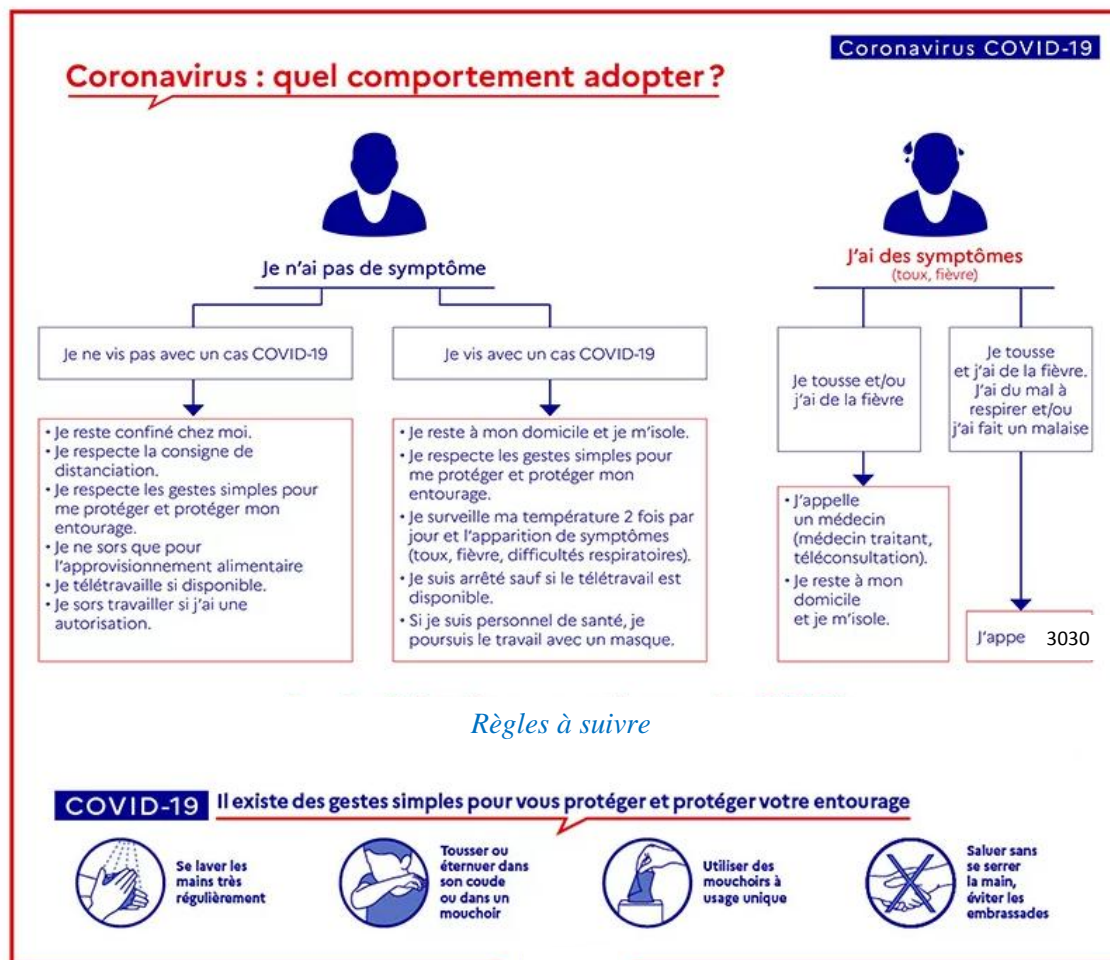 Coronavirus COVID-19
Coronavirus : quel comportement adopter ?
Je n'ai pas de symptôme
J'ai des symptômes
(toux, fièvre)
Je ne vis pas avec un cas COVID-19
Je vis avec un cas COVID-19
Je tousse et/ou
j'ai de la fièvre
Je tousse
et j'ai de la fièvre.
J'ai du mal à
respirer et/ou
j'ai fait un malaise
• Je reste confiné chez moi.
• Je respecte la consigne de
distanciation.
• Je respecte les gestes simples pour
me protéger et protéger mon
entourage.
• Je ne sors que pour
l'approvisionnement alimentaire
• Je télétravaille si disponible.
• Je sors travailler si j'ai une
autorisation.
• Je reste à mon domicile et je m'isole.
• Je respecte les gestes simples pour
me protéger et protéger mon
entourage.
• Je surveille ma température 2 fois par
jour et l'apparition de symptômes
(toux, fièvre, difficultés respiratoires).
• Je suis arrêté sauf si le télétravail est
disponible.
• Si je suis personnel de santé, je
poursuis le travail avec un masque.
• J'appelle
un médecin
(médecin traitant,
téléconsultation).
• Je reste à mon
domicile
et je m'isole.
J'appe 3030
Règles à suivre
COVID-19 Il existe des gestes simples pour vous protéger et protéger votre entourage
Se laver les
mains très
régulièrement
Tousser ou
éternuer dans
son coude
ou dans un
mouchoir
Utiliser des
mouchoirs à
usage unique
Saluer sans
se serrer
la main,
éviter les
embrassades